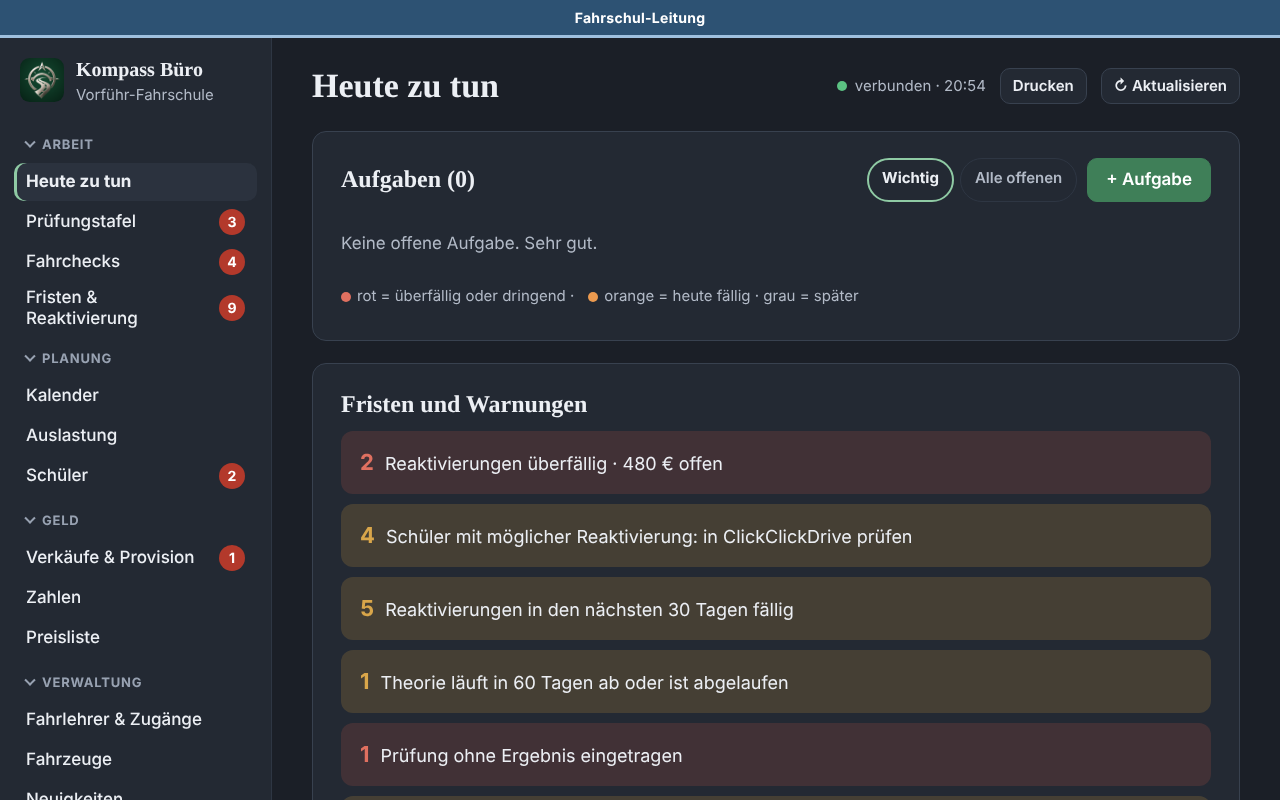 Fahrschul-Leitung
Kompass Büro
Vorführ-Fahrschule
ARBEIT
Heute zu tun
Prüfungstafel 3
Fahrchecks 4
Fristen &
Reaktivierung 9
PLANUNG
Kalender
Auslastung
Schüler 2
GELD
Verkäufe & Provision 1
Zahlen
Preisliste
VERWALTUNG
Fahrlehrer & Zugänge
Fahrzeuge
Neuigkeiten
Heute zu tun
verbunden · 20:54
Drucken
↻ Aktualisieren
Aufgaben (0)
Wichtig
Alle offenen
+ Aufgabe
Keine offene Aufgabe. Sehr gut.
rot = überfällig oder dringend · orange = heute fällig · grau = später
Fristen und Warnungen
2 Reaktivierungen überfällig · 480 € offen
4 Schüler mit möglicher Reaktivierung: in ClickClickDrive prüfen
5 Reaktivierungen in den nächsten 30 Tagen fällig
1 Theorie läuft in 60 Tagen ab oder ist abgelaufen
1 Prüfung ohne Ergebnis eingetragen